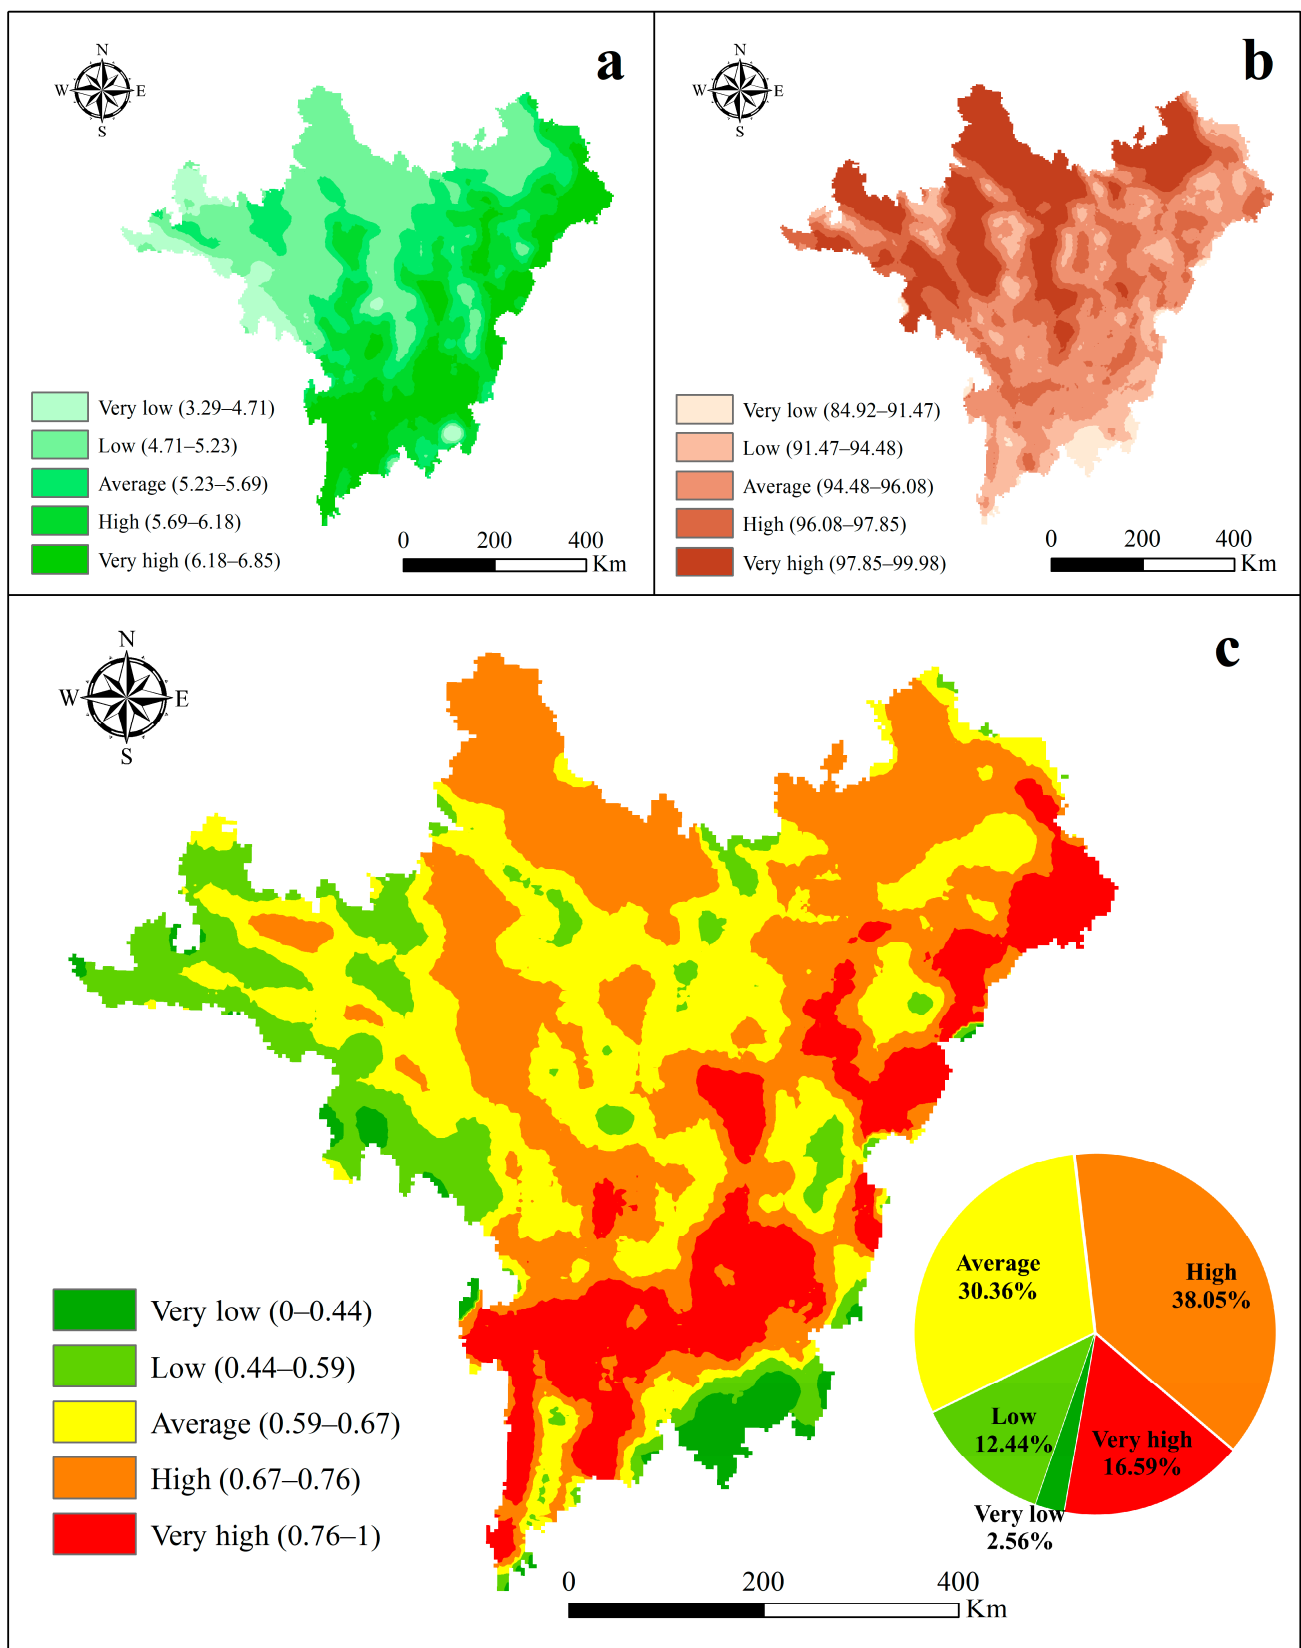 N
W E
S
a
Very low (3.29–4.71)
Low (4.71–5.23)
Average (5.23–5.69)
High (5.69–6.18)
Very high (6.18–6.85)
0 200 400
Km
N
W E
S
b
Very low (84.92–91.47)
Low (91.47–94.48)
Average (94.48–96.08)
High (96.08–97.85)
Very high (97.85–99.98)
0 200 400
Km
N
W E
S
c
Very low (0–0.44)
Low (0.44–0.59)
Average (0.59–0.67)
High (0.67–0.76)
Very high (0.76–1)
Average
30.36%
High
38.05%
Low
12.44%
Very high
16.59%
Very low
2.56%
0 200 400
Km